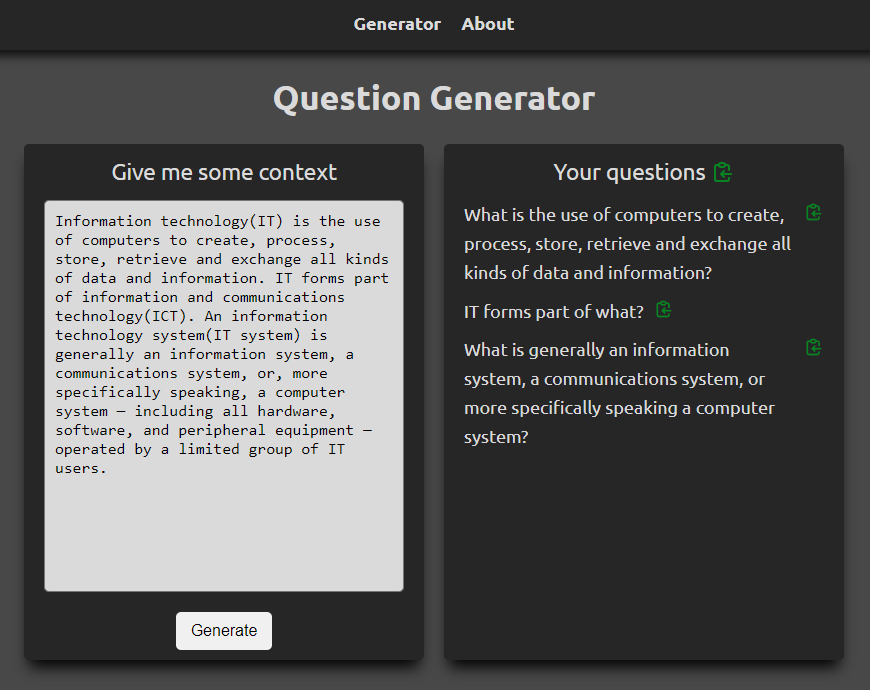 Generator About
Question Generator
Give me some context
Information technology(IT) is the use
of computers to create, process,
store, retrieve and exchange all kinds
of data and information. IT forms part
of information and communications
technology(ICT). An information
technology system(IT system) is
generally an information system, a
communications system, or, more
specifically speaking, a computer
system — including all hardware,
software, and peripheral equipment —
operated by a limited group of IT
users.
Generate
Your questions
What is the use of computers to create,
process, store, retrieve and exchange all
kinds of data and information?
IT forms part of what?
What is generally an information
system, a communications system, or
more specifically speaking a computer
system?